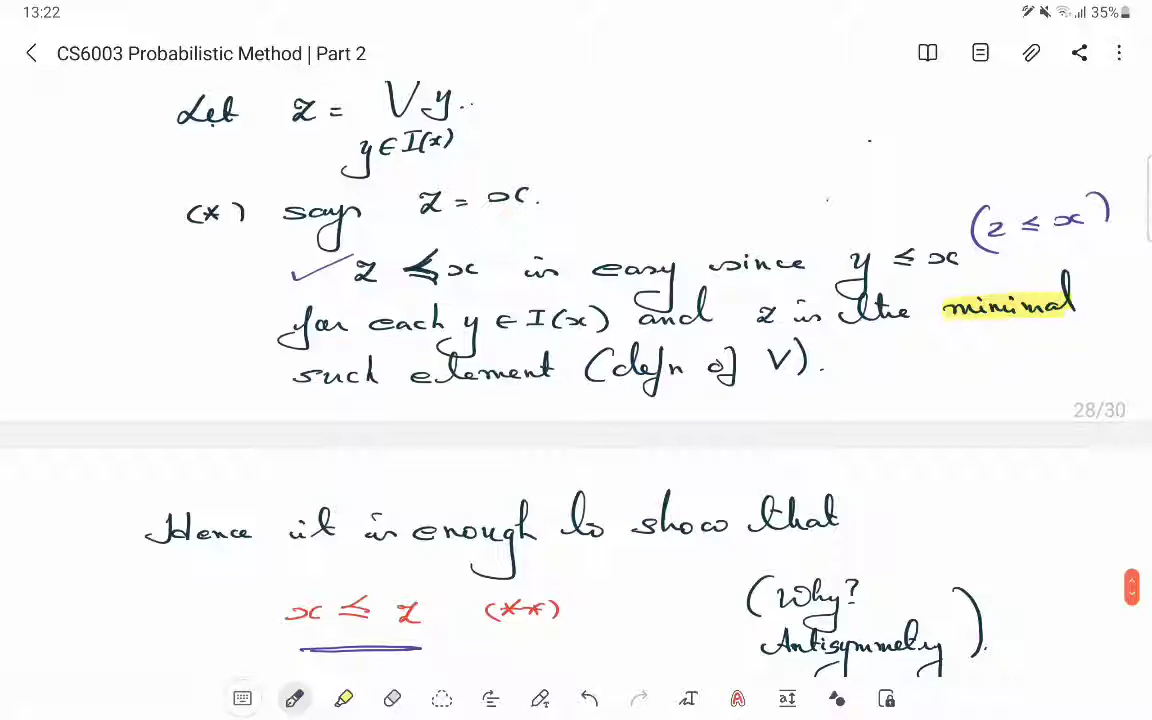 13:22
35%
CS6003 Probabilistic Method | Part 2
Let z = ⋁ y..
y ∈ I(x)
(*) says z = x.
(z ≤ x)
z ≤ x is easy since y ≤ x
for each y ∈ I(x) and z is the minimal
such element (defn of V).
28/30
Hence it is enough to show that
x ≤ z (**)
(Why?
Antisymmetry).